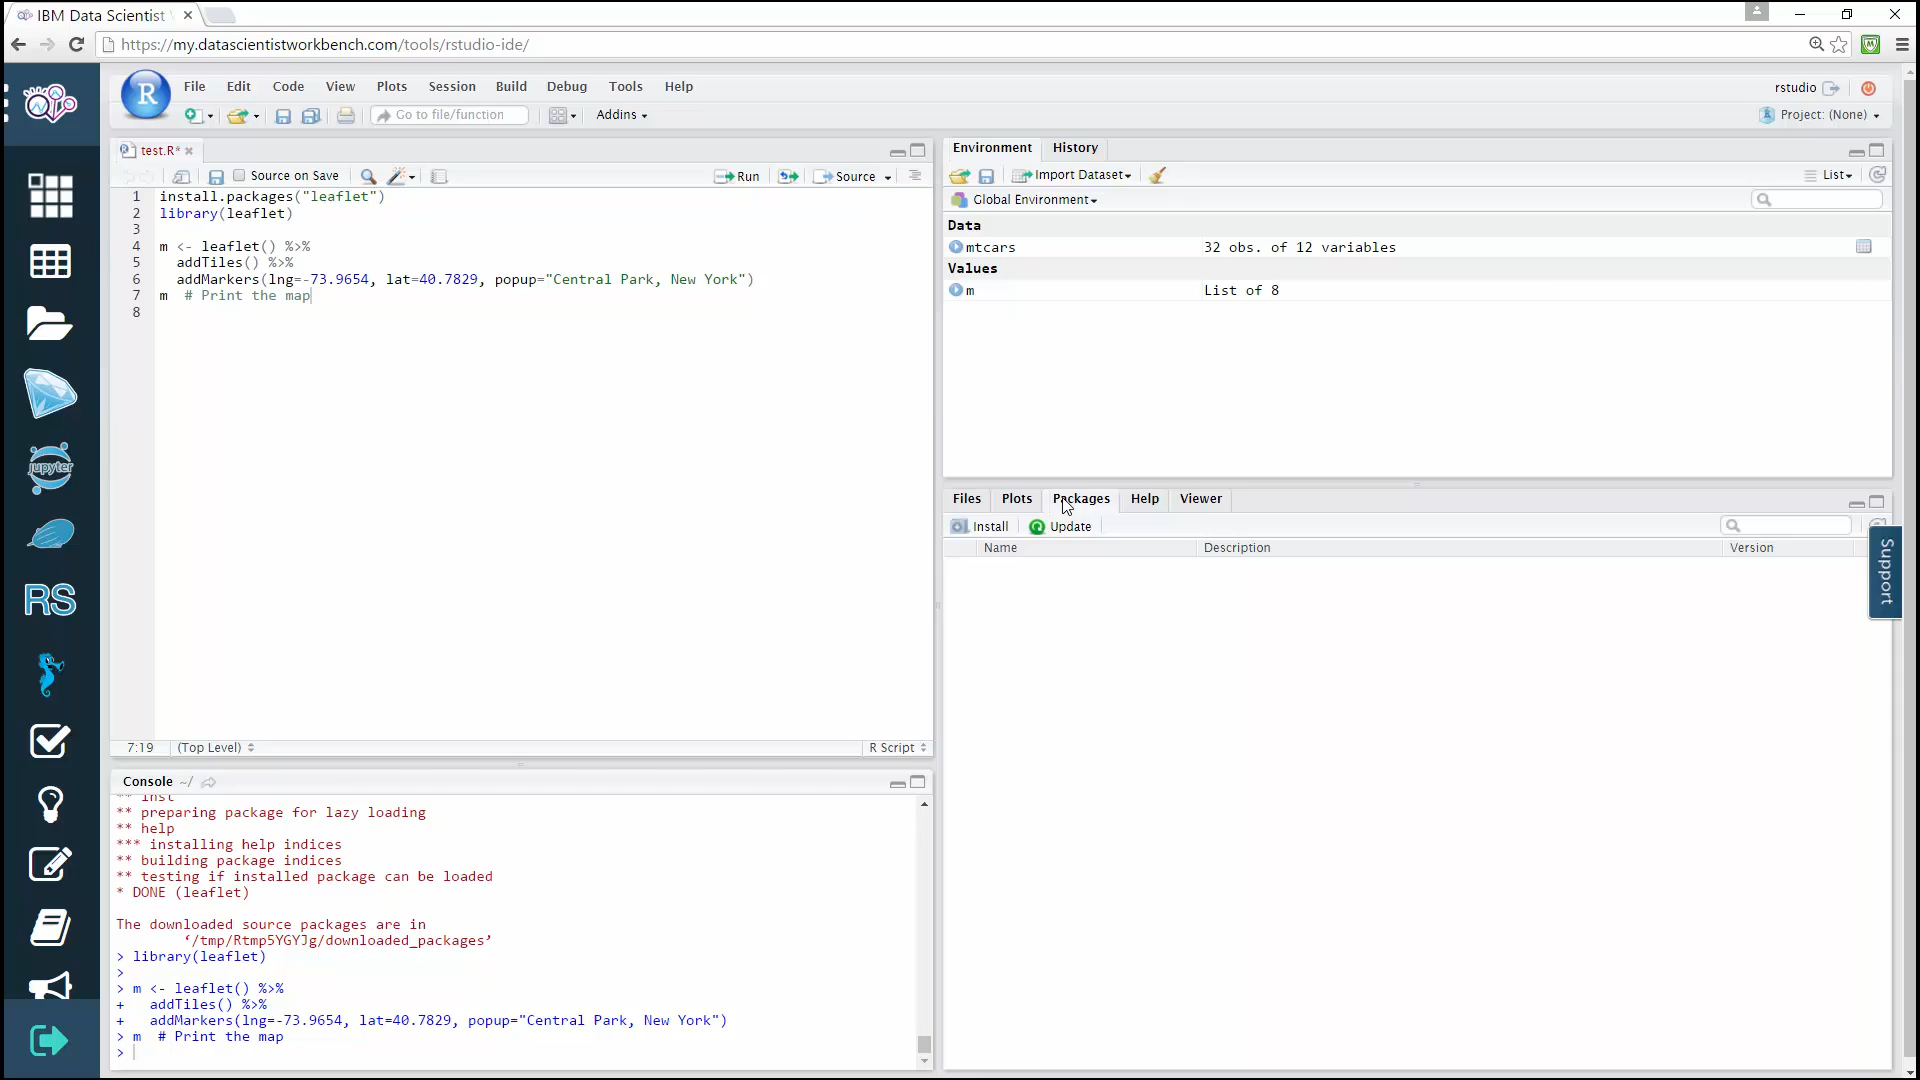 IBM Data Scientist
https://my.datascientistworkbench.com/tools/rstudio-ide/
R
File Edit Code View Plots Session Build Debug Tools Help
rstudio
Go to file/function
Addins
Project: (None)
test.R*
Source on Save
Run
Source
1 install.packages("leaflet")
2 library(leaflet)
3
4 m <- leaflet() %>%
5 addTiles() %>%
6 addMarkers(lng=-73.9654, lat=40.7829, popup="Central Park, New York")
7 m # Print the map
8
7:19 (Top Level)
R Script
Console ~/
** inst
** preparing package for lazy loading
** help
*** installing help indices
** building package indices
** testing if installed package can be loaded
* DONE (leaflet)
The downloaded source packages are in
‘/tmp/Rtmp5YGYJg/downloaded_packages’
> library(leaflet)
>
> m <- leaflet() %>%
+ addTiles() %>%
+ addMarkers(lng=-73.9654, lat=40.7829, popup="Central Park, New York")
> m # Print the map
>
Environment History
Import Dataset
List
Global Environment
Data
mtcars 32 obs. of 12 variables
Values
m List of 8
Files Plots Packages Help Viewer
Install Update
Name Description Version
Support
jupyter
RS